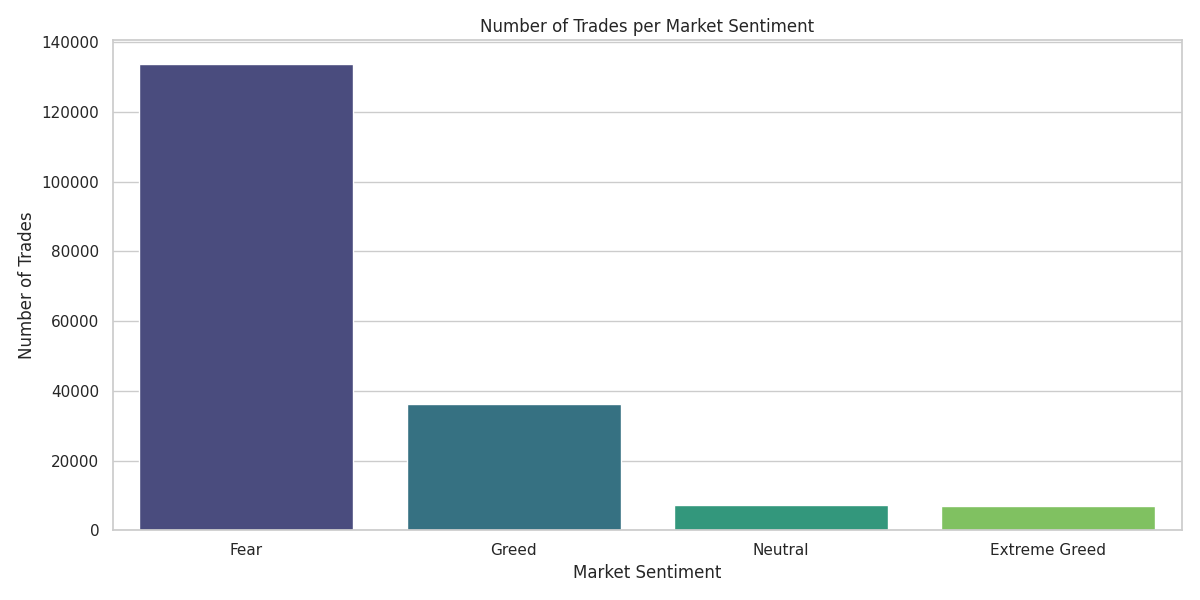 Number of Trades per Market Sentiment
140000
120000
100000
80000
60000
40000
20000
0
Number of Trades
Fear
Greed
Neutral
Extreme Greed
Market Sentiment